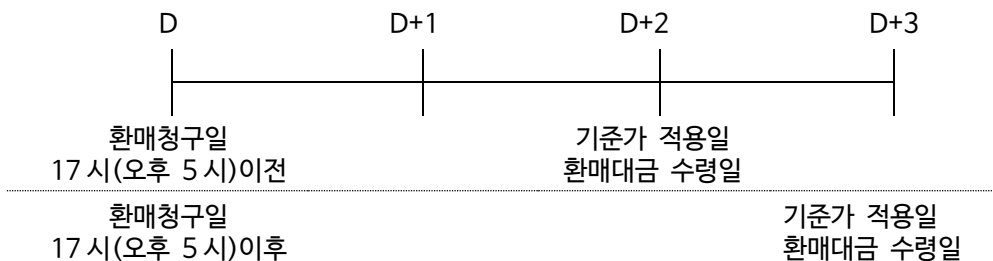 D D+1 D+2 D+3
환매청구일 기준가 적용일
17시(오후 5시)이전 환매대금 수령일
환매청구일 기준가 적용일
17시(오후 5시)이후 환매대금 수령일